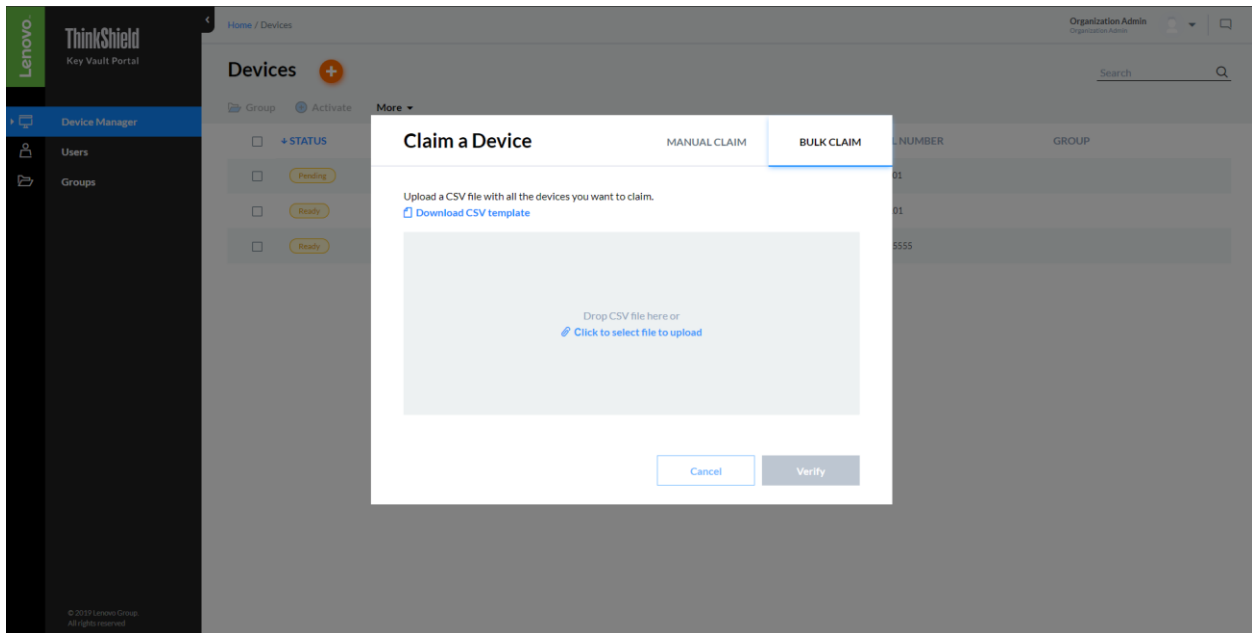 Lenovo.
ThinkShield
Key Vault Portal
Device Manager
Users
Groups
© 2019 Lenovo Group.
All rights reserved
Home / Devices
Organization Admin
Organization Admin
Devices
Search
Group Activate More
STATUS
L NUMBER
GROUP
Pending
01
Ready
01
Ready
5555
Claim a Device
MANUAL CLAIM
BULK CLAIM
Upload a CSV file with all the devices you want to claim.
Download CSV template
Drop CSV file here or
Click to select file to upload
Cancel
Verify